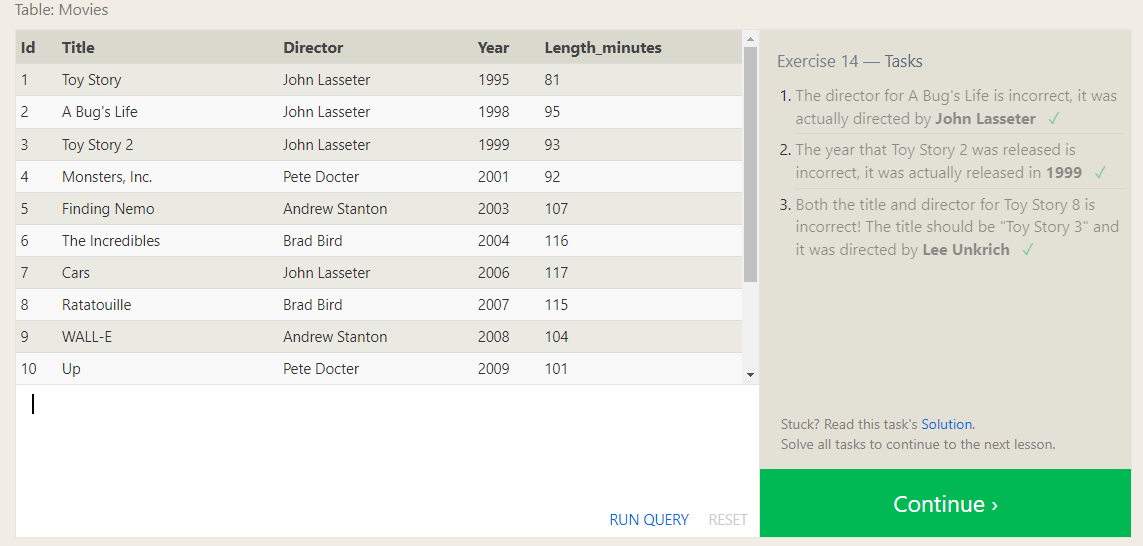 Table: Movies
Id Title Director Year Length_minutes
1 Toy Story John Lasseter 1995 81
2 A Bug's Life John Lasseter 1998 95
3 Toy Story 2 John Lasseter 1999 93
4 Monsters, Inc. Pete Docter 2001 92
5 Finding Nemo Andrew Stanton 2003 107
6 The Incredibles Brad Bird 2004 116
7 Cars John Lasseter 2006 117
8 Ratatouille Brad Bird 2007 115
9 WALL-E Andrew Stanton 2008 104
10 Up Pete Docter 2009 101
RUN QUERY RESET
Exercise 14 — Tasks
1. The director for A Bug's Life is incorrect, it was
actually directed by John Lasseter ✓
2. The year that Toy Story 2 was released is
incorrect, it was actually released in 1999 ✓
3. Both the title and director for Toy Story 8 is
incorrect! The title should be "Toy Story 3" and
it was directed by Lee Unkrich ✓
Stuck? Read this task's Solution.
Solve all tasks to continue to the next lesson.
Continue ›